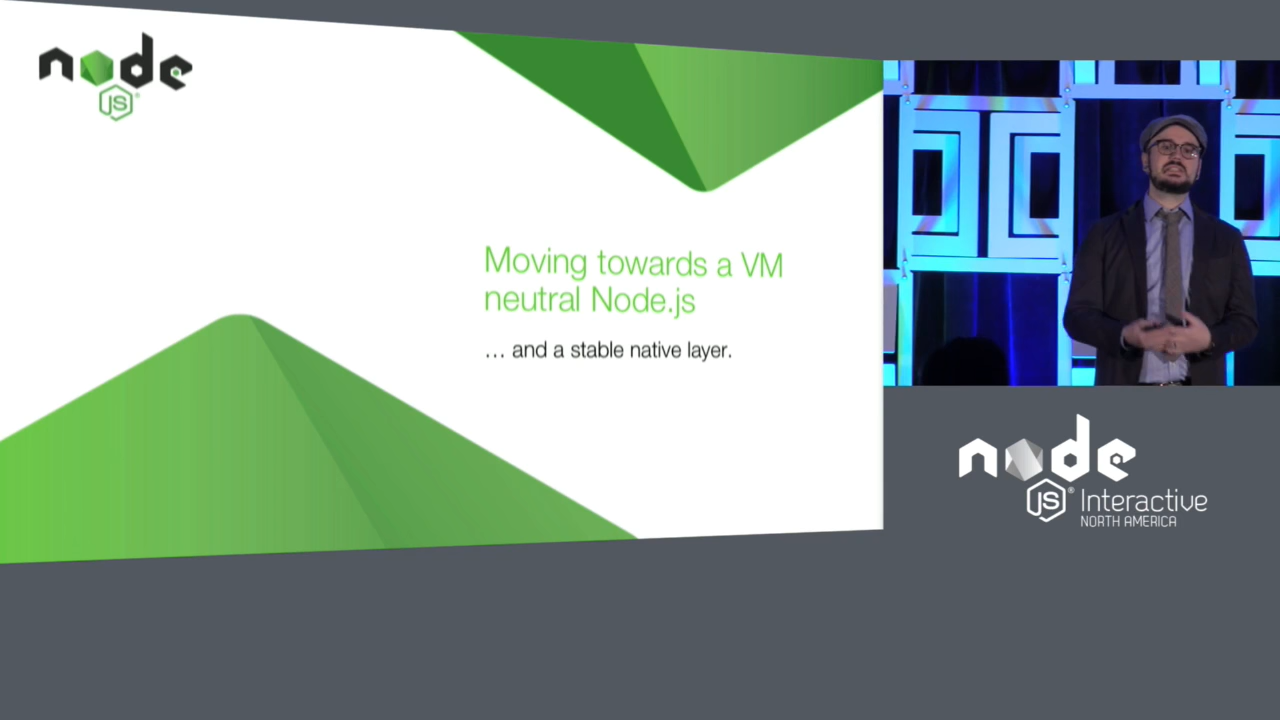 node
JS
Moving towards a VM
neutral Node.js
… and a stable native layer.
node
JS Interactive
NORTH AMERICA